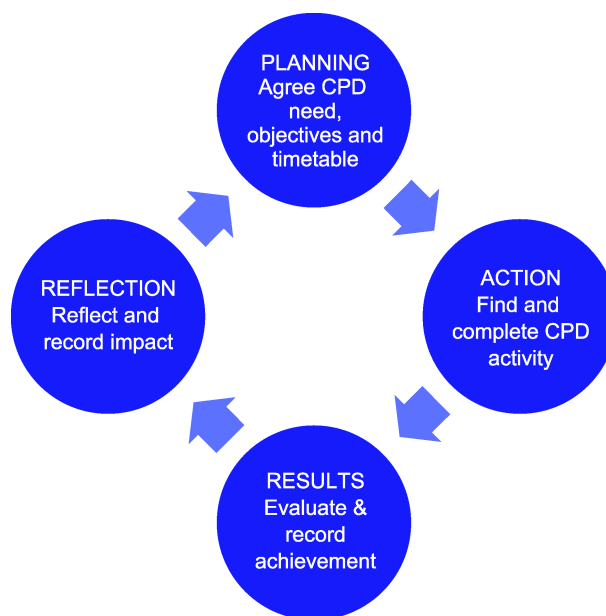 PLANNING
Agree CPD
need,
objectives and
timetable
ACTION
Find and
complete CPD
activity
RESULTS
Evaluate &
record
achievement
REFLECTION
Reflect and
record impact